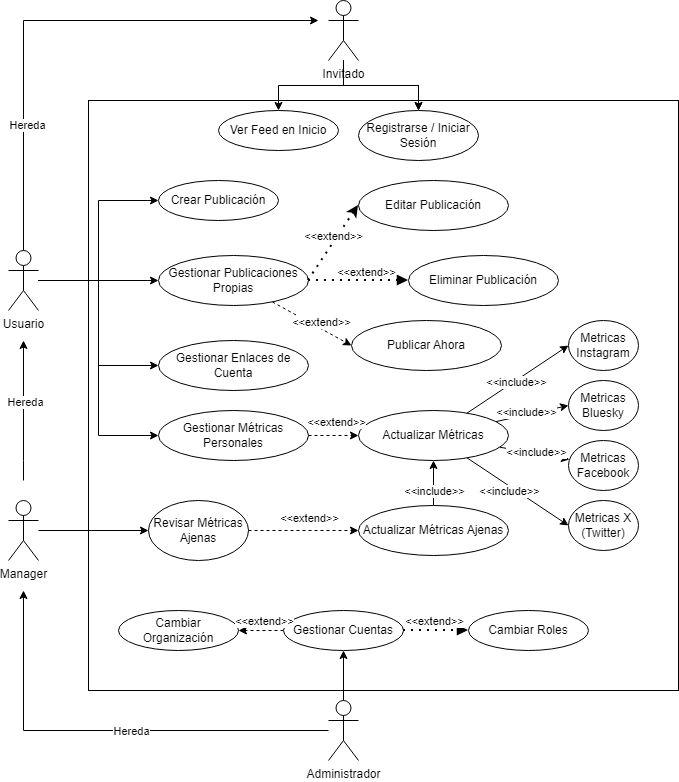 Invitado
Hereda
Ver Feed en Inicio
Registrarse / Iniciar
Sesión
Crear Publicación
Editar Publicación
<<extend>>
Usuario
Gestionar Publicaciones
Propias
<<extend>>
Eliminar Publicación
<<extend>>
Publicar Ahora
Gestionar Enlaces de
Cuenta
Metricas
Instagram
<<include>>
Hereda
Gestionar Métricas
Personales
<<extend>>
Actualizar Métricas
<<include>>
Metricas
Bluesky
<<include>>
Metricas
Facebook
<<include>>
<<include>>
Metricas X
(Twitter)
Manager
Revisar Métricas
Ajenas
<<extend>>
Actualizar Métricas Ajenas
Cambiar
Organización
<<extend>>
Gestionar Cuentas
<<extend>>
Cambiar Roles
Hereda
Administrador